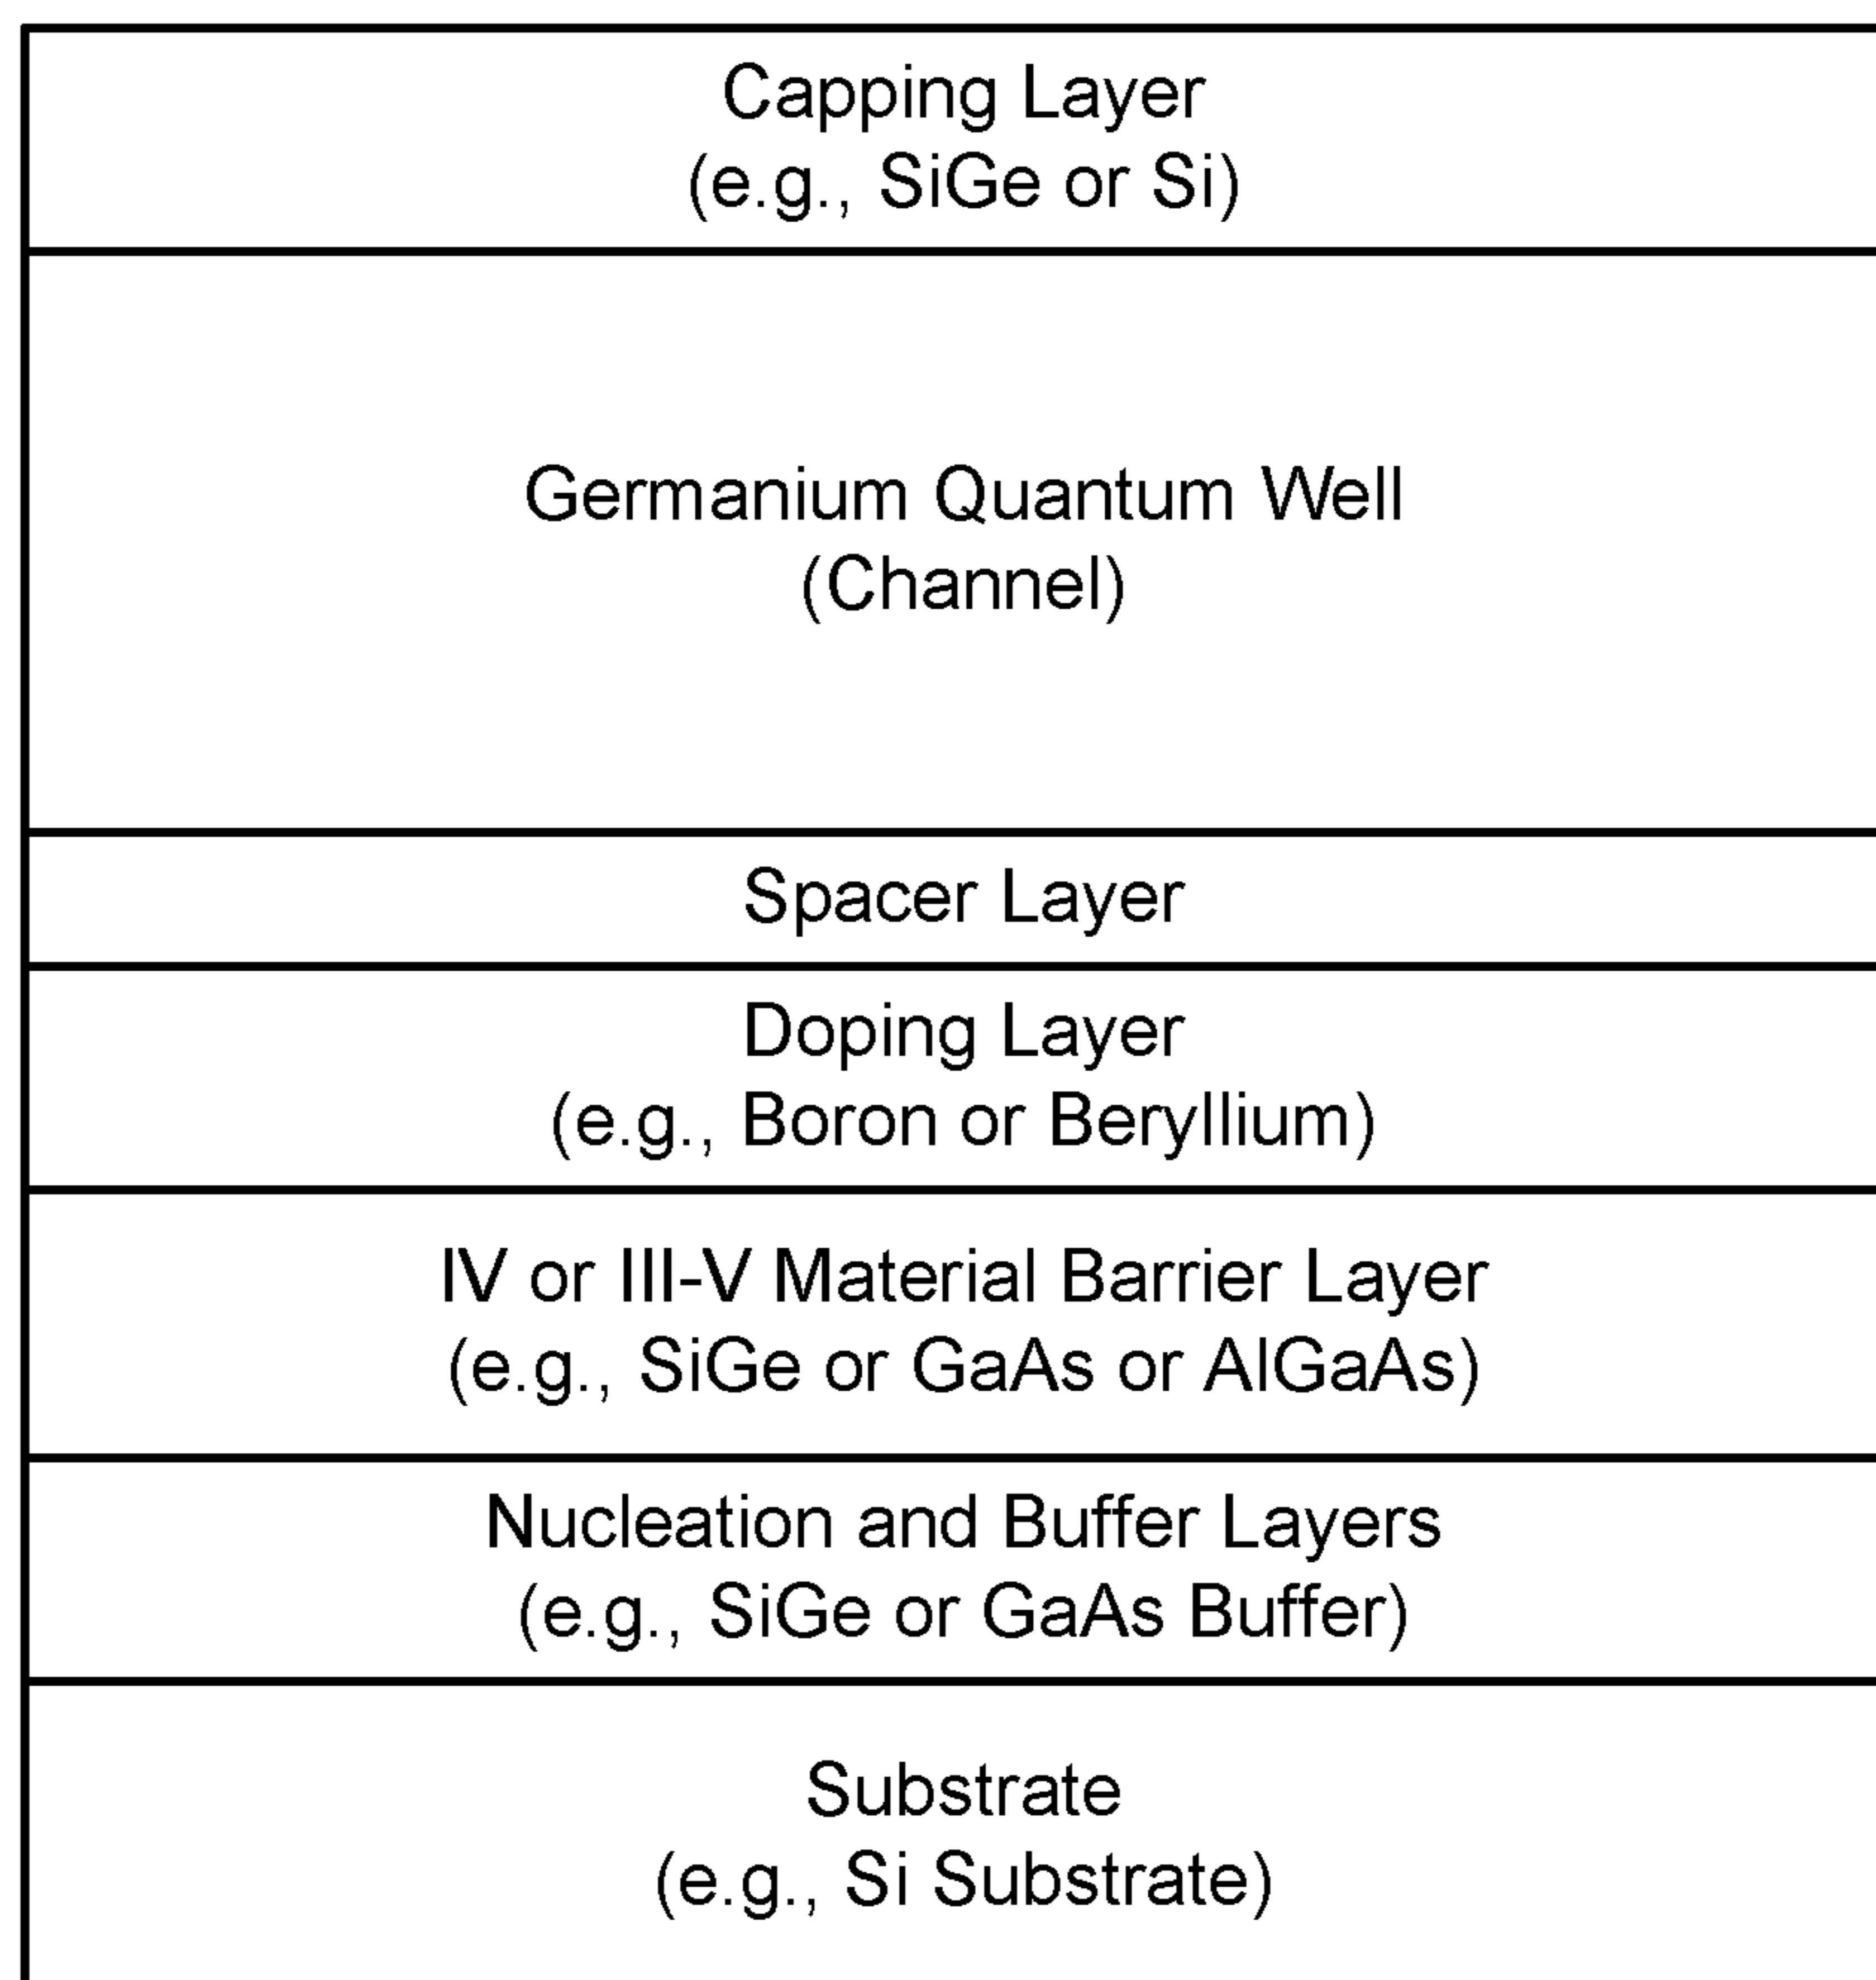 Capping Layer
(e.g., SiGe or Si)
Germanium Quantum Well
(Channel)
Spacer Layer
Doping Layer
(e.g., Boron or Beryllium)
IV or III-V Material Barrier Layer
(e.g., SiGe or GaAs or AlGaAs)
Nucleation and Buffer Layers
(e.g., SiGe or GaAs Buffer)
Substrate
(e.g., Si Substrate)